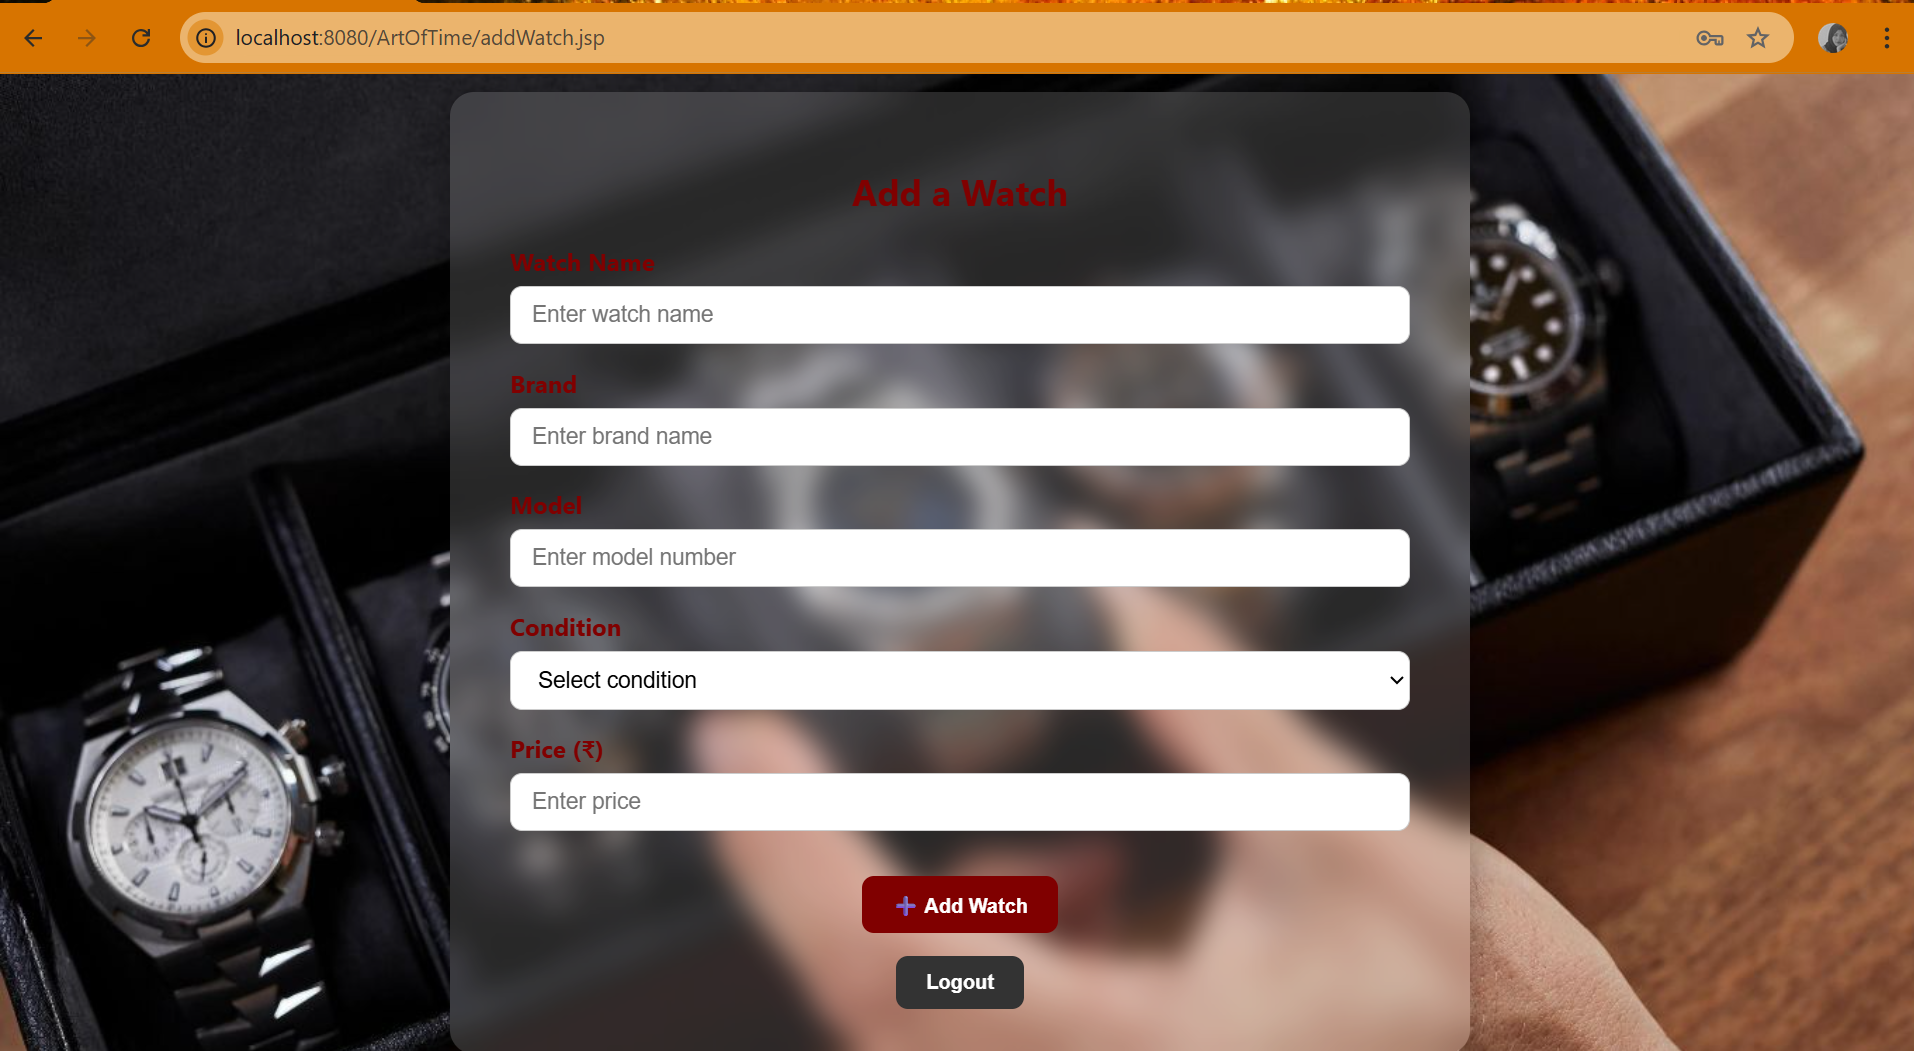 localhost:8080/ArtOfTime/addWatch.jsp
Add a Watch
Watch Name
Enter watch name
Brand
Enter brand name
Model
Enter model number
Condition
Select condition
Price (₹)
Enter price
➕ Add Watch
Logout